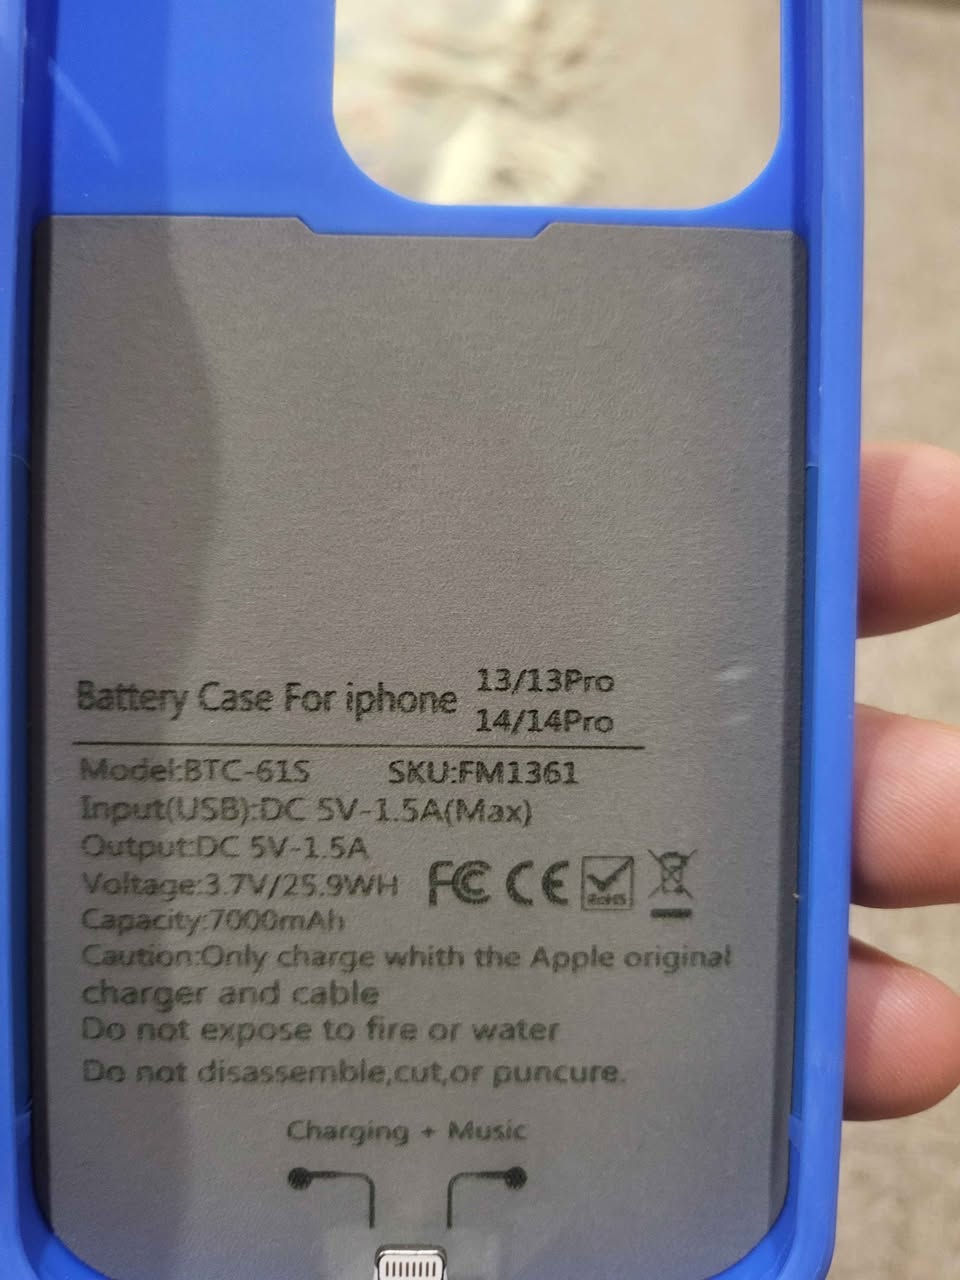 Battery Case For iphone 13/13Pro
14/14Pro
Model:BTC-61S SKU:FM1361
Input(USB):DC 5V-1.5A(Max)
Output:DC 5V-1.5A
Voltage:3.7V/25.9WH
FC CE RoHS
Capacity:7000mAh
Caution:Only charge whith the Apple original
charger and cable
Do not expose to fire or water
Do not disassemble,cut,or puncure.
Charging + Music